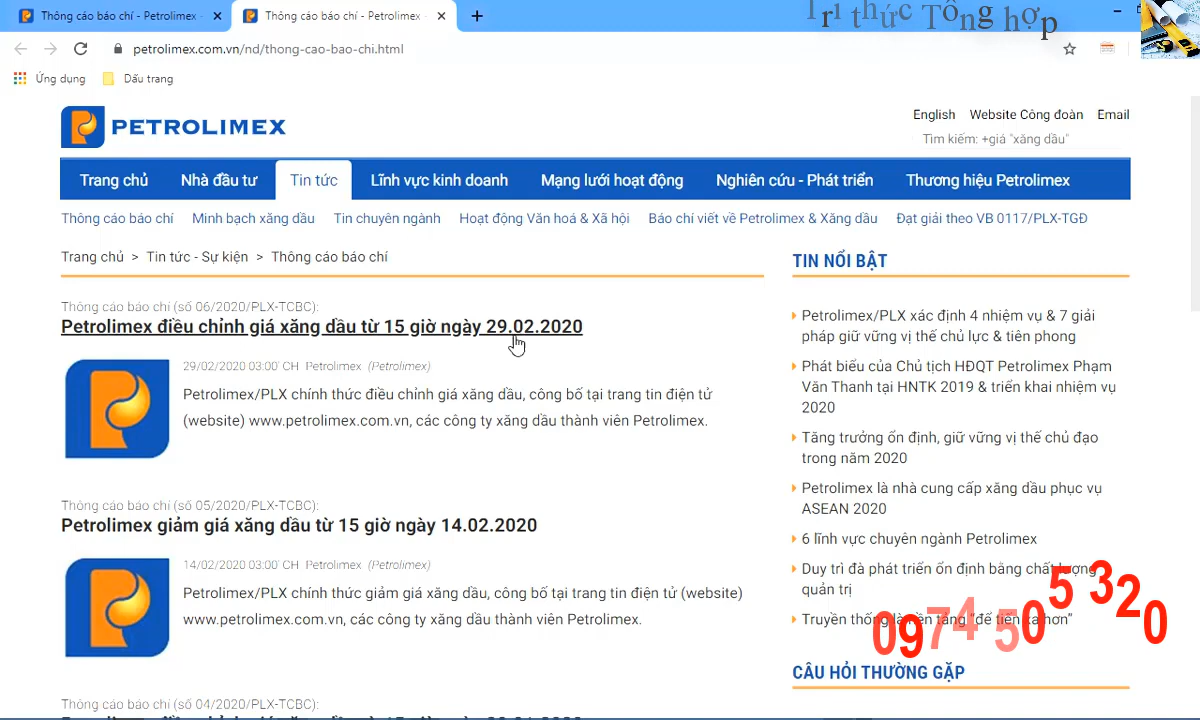 Thông cáo báo chí - Petrolimex
Thông cáo báo chí - Petrolimex
Tri thức Tổng hợp
petrolimex.com.vn/nd/thong-cao-bao-chi.html
Ứng dụng
Dấu trang
PETROLIMEX
English Website Công đoàn Email
Tìm kiếm: +giá "xăng dầu"
Trang chủ Nhà đầu tư Tin tức Lĩnh vực kinh doanh Mạng lưới hoạt động Nghiên cứu - Phát triển Thương hiệu Petrolimex
Thông cáo báo chí Minh bạch xăng dầu Tin chuyên ngành Hoạt động Văn hoá & Xã hội Báo chí viết về Petrolimex & Xăng dầu Đạt giải theo VB 0117/PLX-TGĐ
Trang chủ > Tin tức - Sự kiện > Thông cáo báo chí
Thông cáo báo chí (số 06/2020/PLX-TCBC):
Petrolimex điều chỉnh giá xăng dầu từ 15 giờ ngày 29.02.2020
29/02/2020 03:00' CH Petrolimex (Petrolimex)
Petrolimex/PLX chính thức điều chỉnh giá xăng dầu, công bố tại trang tin điện tử
(website) www.petrolimex.com.vn, các công ty xăng dầu thành viên Petrolimex.
Thông cáo báo chí (số 05/2020/PLX-TCBC):
Petrolimex giảm giá xăng dầu từ 15 giờ ngày 14.02.2020
14/02/2020 03:00' CH Petrolimex (Petrolimex)
Petrolimex/PLX chính thức giảm giá xăng dầu, công bố tại trang tin điện tử (website)
www.petrolimex.com.vn, các công ty xăng dầu thành viên Petrolimex.
Thông cáo báo chí (số 04/2020/PLX-TCBC):
TIN NỔI BẬT
Petrolimex/PLX xác định 4 nhiệm vụ & 7 giải
pháp giữ vững vị thế chủ lực & tiên phong
Phát biểu của Chủ tịch HĐQT Petrolimex Phạm
Văn Thanh tại HNTK 2019 & triển khai nhiệm vụ
2020
Tăng trưởng ổn định, giữ vững vị thế chủ đạo
trong năm 2020
Petrolimex là nhà cung cấp xăng dầu phục vụ
ASEAN 2020
6 lĩnh vực chuyên ngành Petrolimex
Duy trì đà phát triển ổn định bằng chất lượng
quản trị
Truyền thống là nền tảng "để tiến xa hơn"
0974 505 320
CÂU HỎI THƯỜNG GẶP